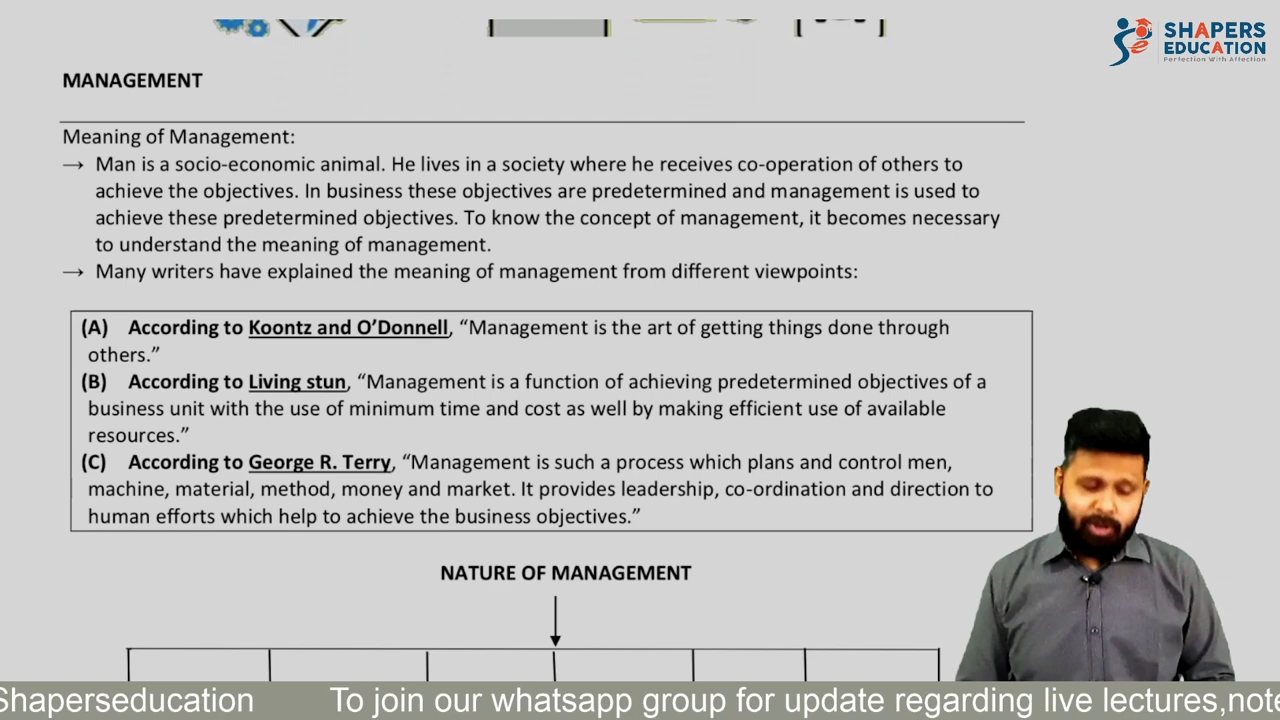 SHAPERS
EDUCATION
Perfection With Affection
MANAGEMENT
Meaning of Management:
→ Man is a socio-economic animal. He lives in a society where he receives co-operation of others to
achieve the objectives. In business these objectives are predetermined and management is used to
achieve these predetermined objectives. To know the concept of management, it becomes necessary
to understand the meaning of management.
→ Many writers have explained the meaning of management from different viewpoints:
(A) According to Koontz and O’Donnell, “Management is the art of getting things done through
others.”
(B) According to Living stun, “Management is a function of achieving predetermined objectives of a
business unit with the use of minimum time and cost as well by making efficient use of available
resources.”
(C) According to George R. Terry, “Management is such a process which plans and control men,
machine, material, method, money and market. It provides leadership, co-ordination and direction to
human efforts which help to achieve the business objectives.”
NATURE OF MANAGEMENT
Shaperseducation To join our whatsapp group for update regarding live lectures,note